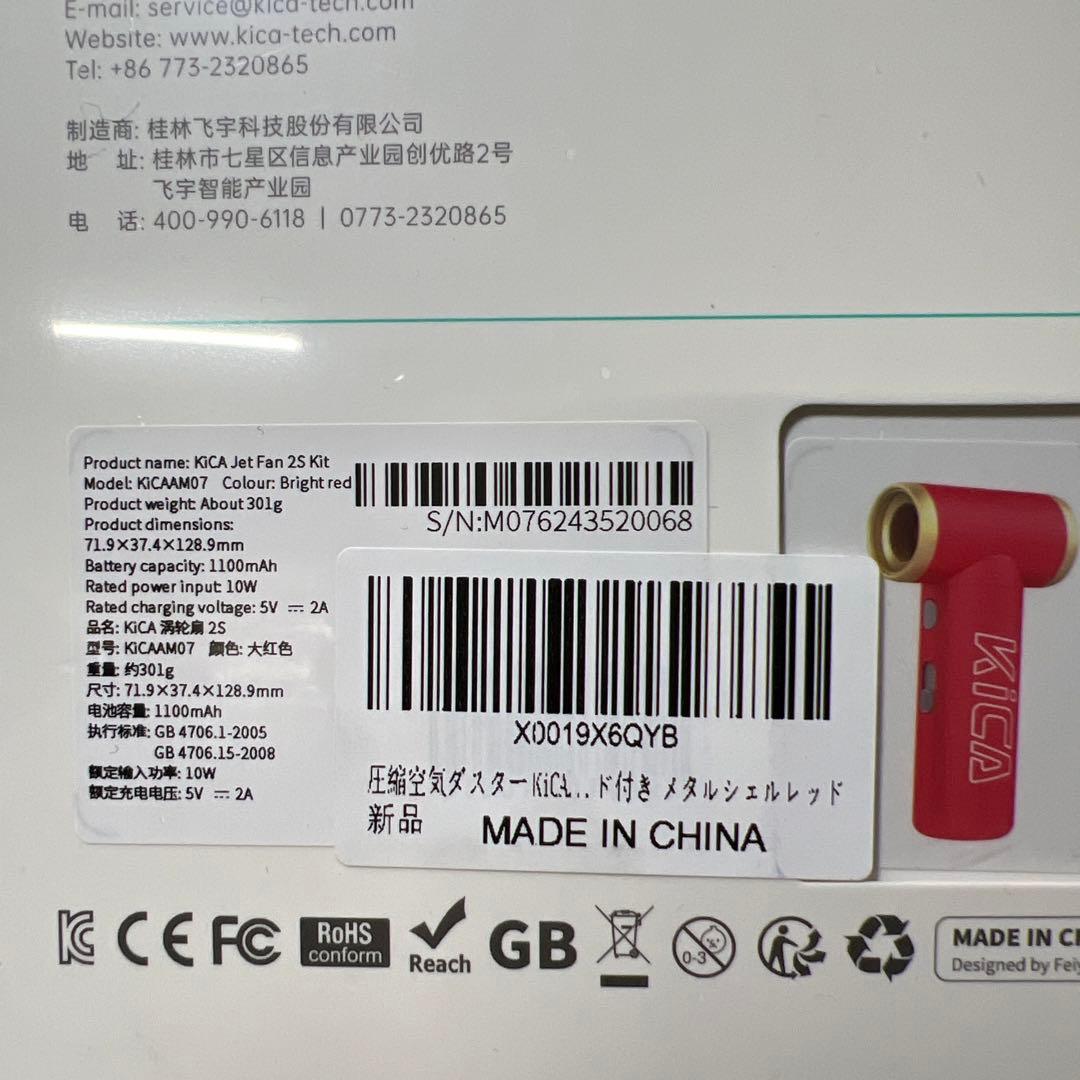 E-mail: service@kica-tech.com
Website: www.kica-tech.com
Tel: +86 773-2320865
制造商: 桂林飞宇科技股份有限公司
地 址: 桂林市七星区信息产业园创优路2号
飞宇智能产业园
电 话: 400-990-6118 | 0773-2320865
Product name: KiCA Jet Fan 2S Kit
Model: KiCAAM07 Colour: Bright red
Product weight: About 301g
Product dimensions:
71.9×37.4×128.9mm
Battery capacity: 1100mAh
Rated power input: 10W
Rated charging voltage: 5V ⎓ 2A
品名: KiCA 涡轮扇 2S
型号: KiCAAM07 颜色: 大红色
重量: 约301g
尺寸: 71.9×37.4×128.9mm
电池容量: 1100mAh
执行标准: GB 4706.1-2005
GB 4706.15-2008
额定输入功率: 10W
额定充电电压: 5V ⎓ 2A
S/N:M076243520068
X0019X6QYB
圧縮空気ダスター KiCA...ド付き メタルシェルレッド
新品 MADE IN CHINA
KiCA
CE FC RoHS conform Reach GB 0-3
MADE IN
Designed by